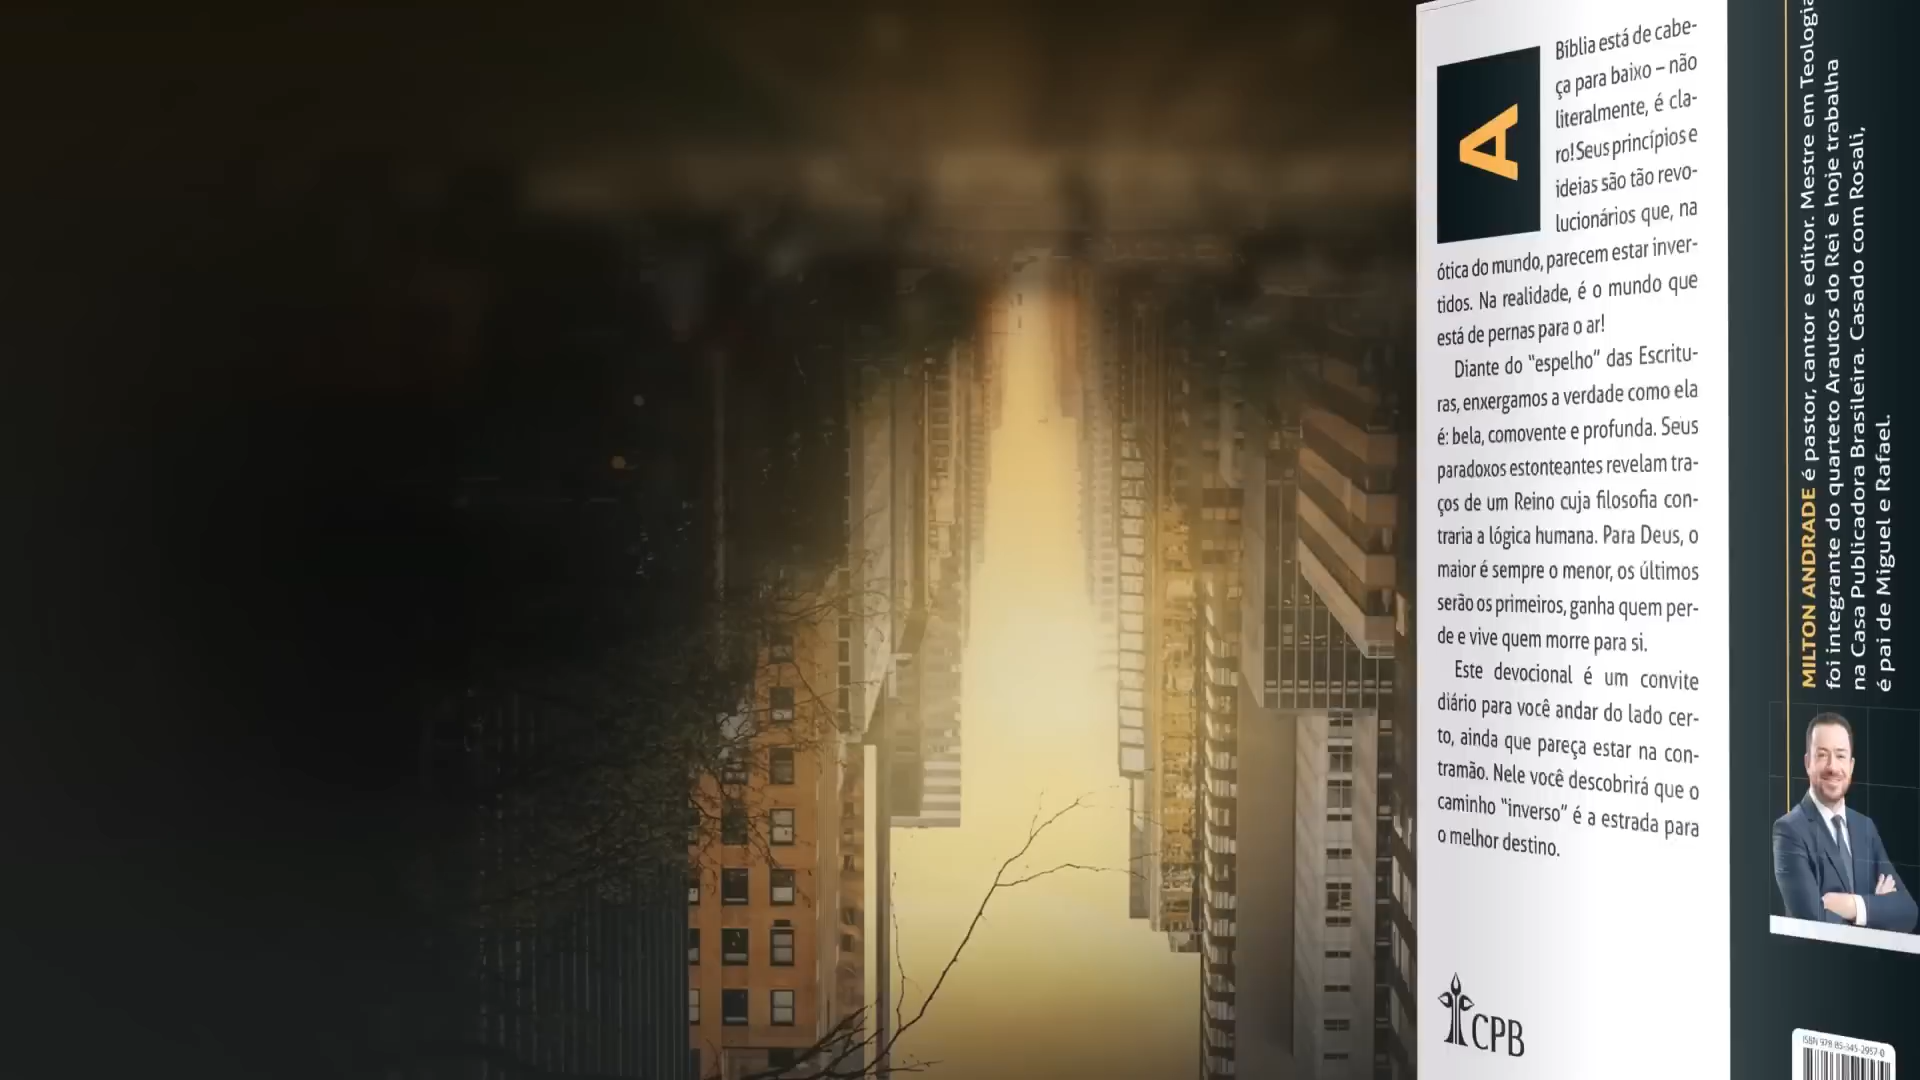 A
Bíblia está de cabe-
ça para baixo – não
literalmente, é cla-
ro! Seus princípios e
ideias são tão revo-
lucionários que, na
ótica do mundo, parecem estar inver-
tidos. Na realidade, é o mundo que
está de pernas para o ar!
Diante do “espelho” das Escritu-
ras, enxergamos a verdade como ela
é: bela, comovente e profunda. Seus
paradoxos estonteantes revelam tra-
ços de um Reino cuja filosofia con-
traria a lógica humana. Para Deus, o
maior é sempre o menor, os últimos
serão os primeiros, ganha quem per-
de e vive quem morre para si.
Este devocional é um convite
diário para você andar do lado cer-
to, ainda que pareça estar na con-
tramão. Nele você descobrirá que o
caminho “inverso” é a estrada para
o melhor destino.
CPB
MILTON ANDRADE é pastor, cantor e editor. Mestre em Teologia
foi integrante do quarteto Arautos do Rei e hoje trabalha
na Casa Publicadora Brasileira. Casado com Rosali,
é pai de Miguel e Rafael.
ISBN 978 85-345-2957-0